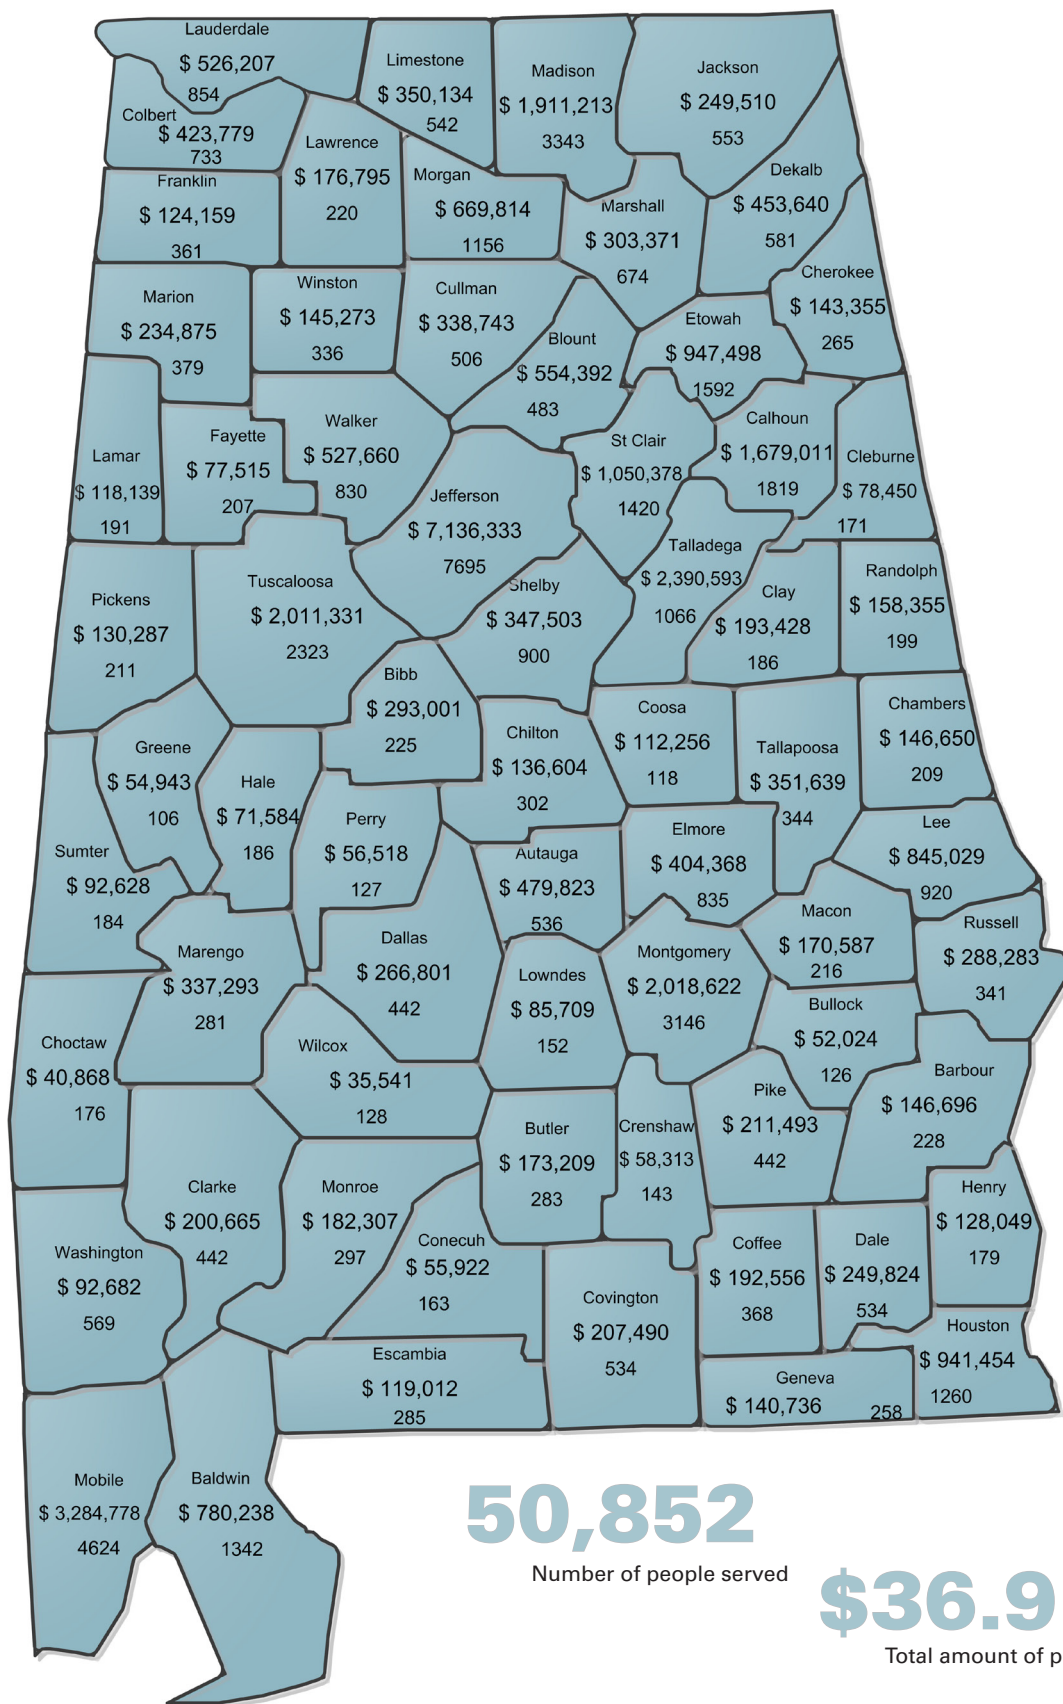 Lauderdale
$ 526,207
854
Limestone
$ 350,134
542
Madison
$ 1,911,213
3343
Jackson
$ 249,510
553
Colbert
$ 423,779
733
Lawrence
$ 176,795
220
Franklin
$ 124,159
361
Morgan
$ 669,814
1156
Marshall
$ 303,371
674
Dekalb
$ 453,640
581
Cherokee
$ 143,355
265
Marion
$ 234,875
379
Winston
$ 145,273
336
Cullman
$ 338,743
506
Blount
$ 554,392
483
Etowah
$ 947,498
1592
Lamar
$ 118,139
191
Fayette
$ 77,515
207
Walker
$ 527,660
830
Jefferson
$ 7,136,333
7695
St Clair
$ 1,050,378
1420
Calhoun
$ 1,679,011
1819
Cleburne
$ 78,450
171
Talladega
$ 2,390,593
1066
Pickens
$ 130,287
211
Tuscaloosa
$ 2,011,331
2323
Shelby
$ 347,503
900
Clay
$ 193,428
186
Randolph
$ 158,355
199
Bibb
$ 293,001
225
Greene
$ 54,943
106
Hale
$ 71,584
186
Perry
$ 56,518
127
Chilton
$ 136,604
302
Coosa
$ 112,256
118
Tallapoosa
$ 351,639
344
Chambers
$ 146,650
209
Sumter
$ 92,628
184
Autauga
$ 479,823
536
Elmore
$ 404,368
835
Lee
$ 845,029
920
Marengo
$ 337,293
281
Dallas
$ 266,801
442
Lowndes
$ 85,709
152
Montgomery
$ 2,018,622
3146
Macon
$ 170,587
216
Russell
$ 288,283
341
Bullock
$ 52,024
126
Choctaw
$ 40,868
176
Wilcox
$ 35,541
128
Butler
$ 173,209
283
Crenshaw
$ 58,313
143
Pike
$ 211,493
442
Barbour
$ 146,696
228
Clarke
$ 200,665
442
Monroe
$ 182,307
297
Conecuh
$ 55,922
163
Washington
$ 92,682
569
Covington
$ 207,490
534
Coffee
$ 192,556
368
Dale
$ 249,824
534
Henry
$ 128,049
179
Houston
$ 941,454
1260
Escambia
$ 119,012
285
Geneva
$ 140,736
258
Mobile
$ 3,284,778
4624
Baldwin
$ 780,238
1342
50,852
Number of people served
$36.9
Total amount of p